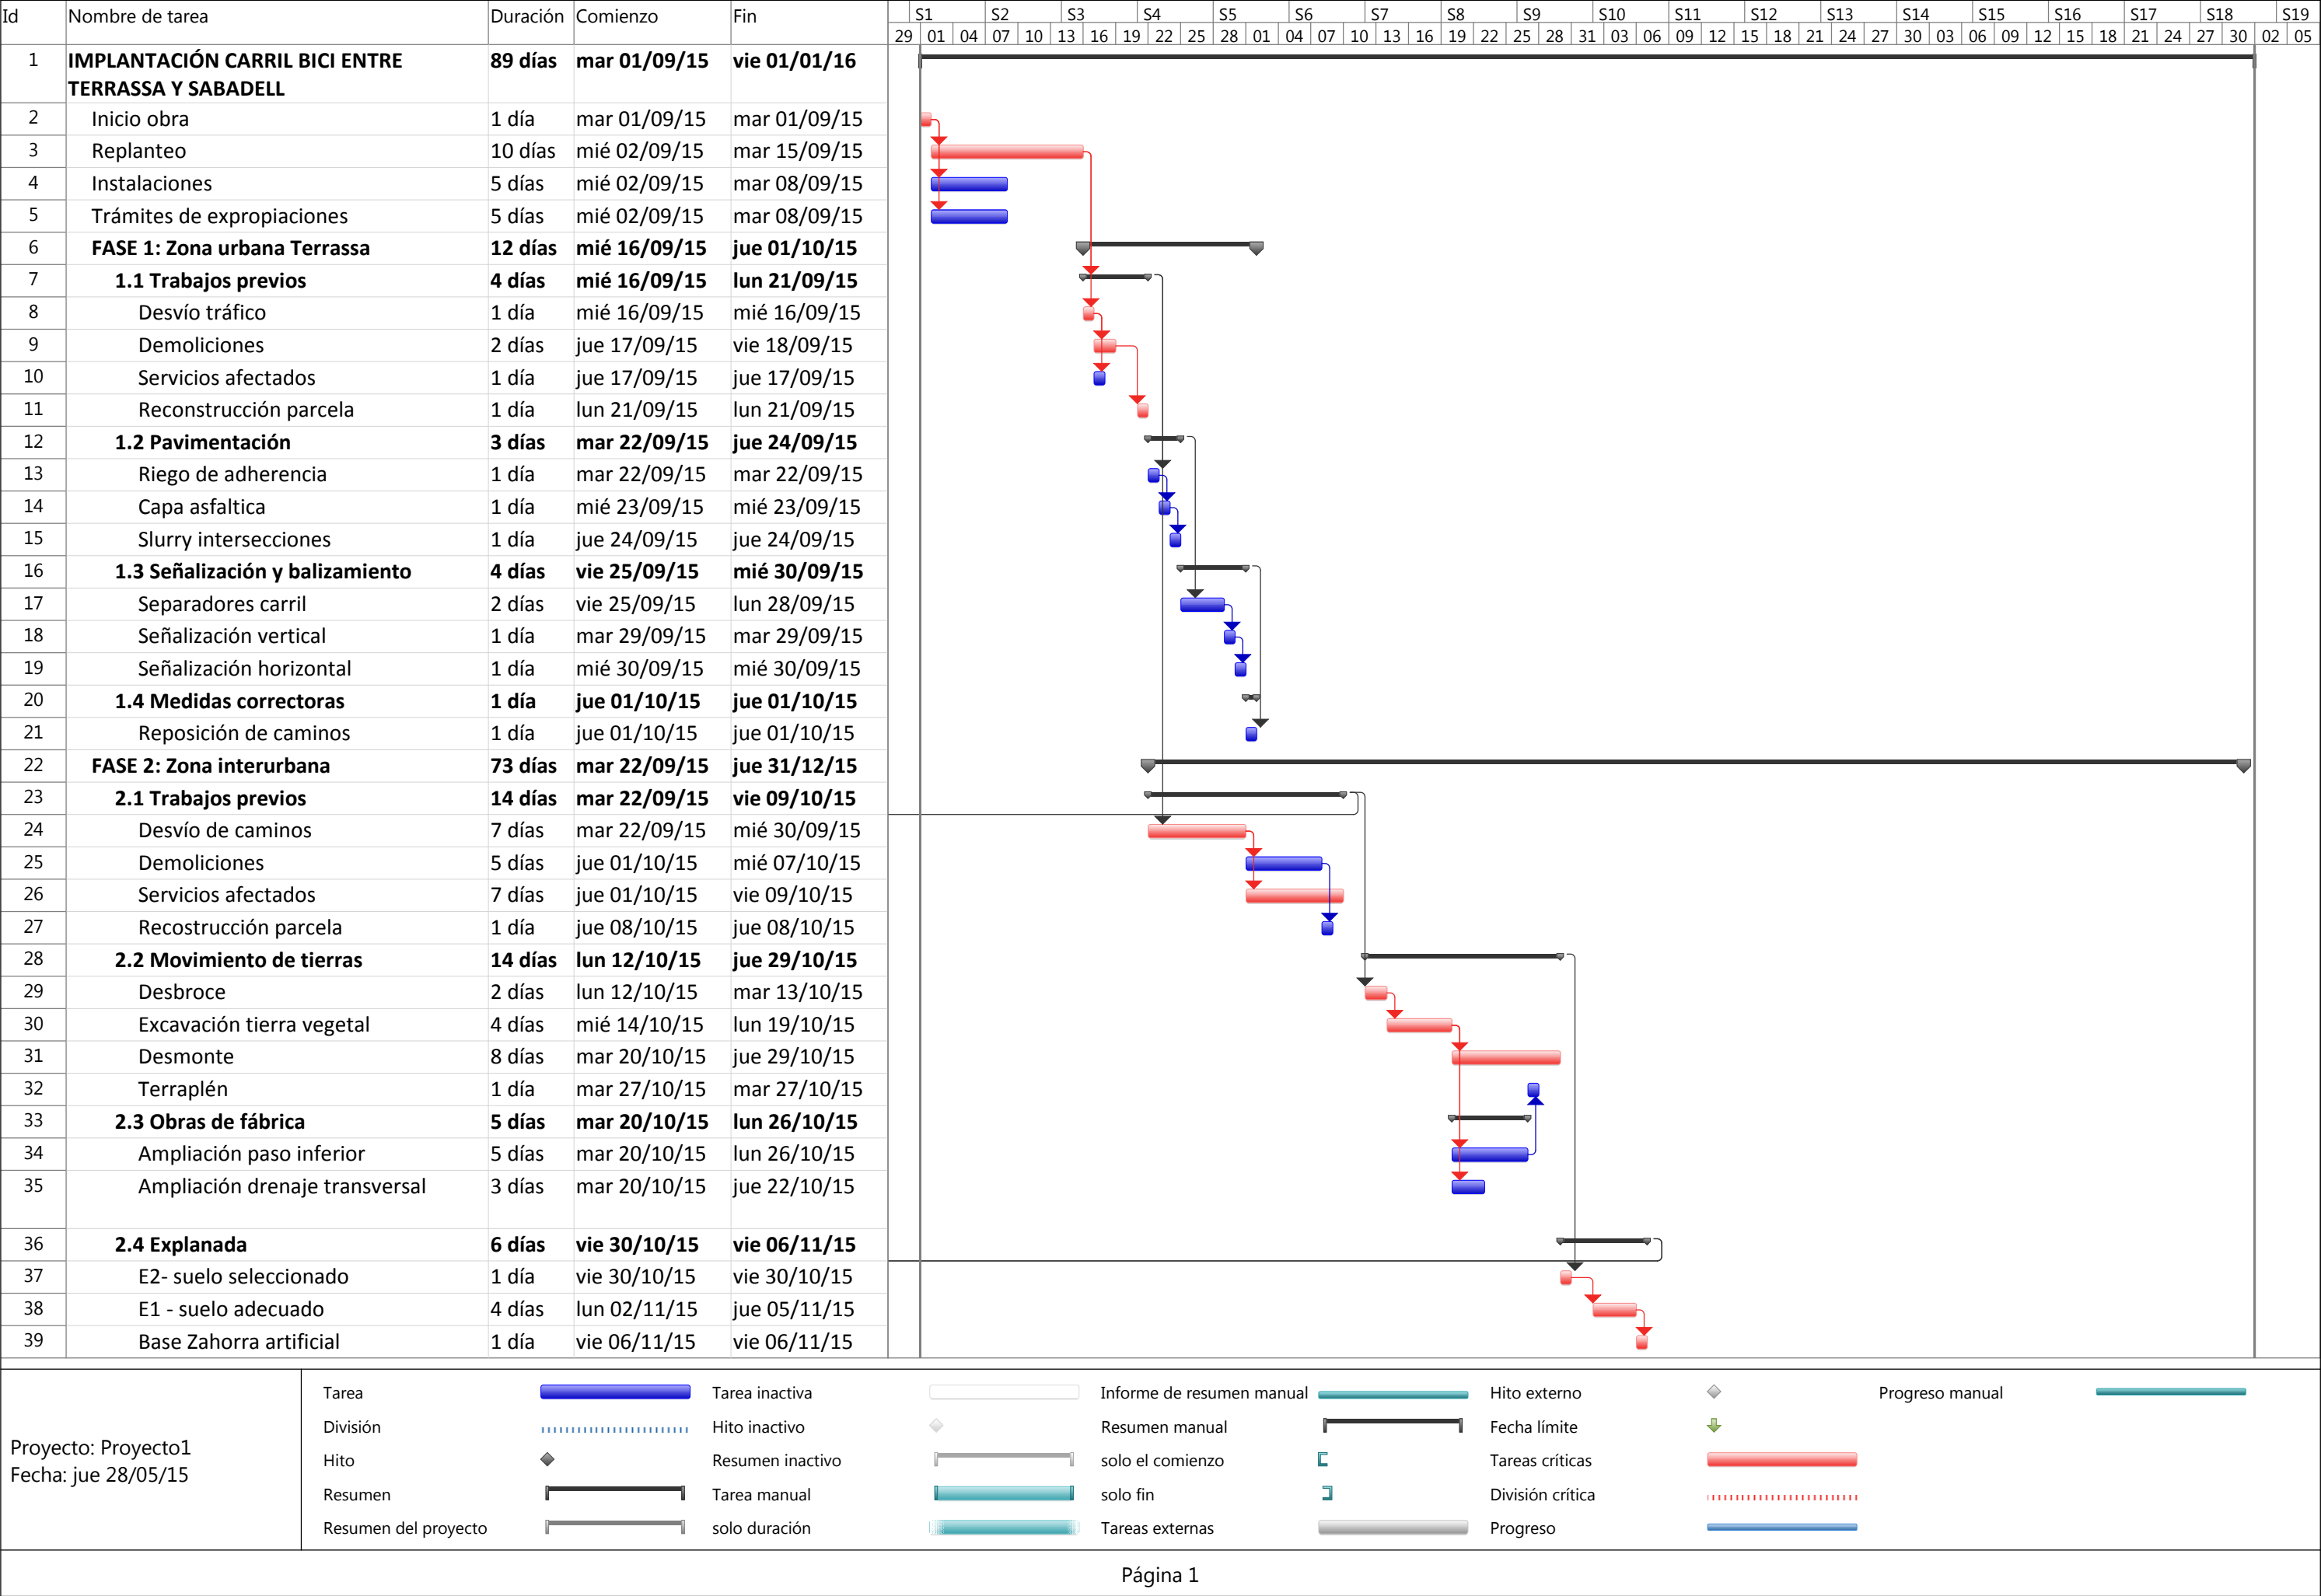 Id Nombre de tarea Duración Comienzo Fin S1 S2 S3 S4 S5 S6 S7 S8 S9 S10 S11 S12 S13 S14 S15 S16 S17 S18 S19
29 01 04 07 10 13 16 19 22 25 28 01 04 07 10 13 16 19 22 25 28 31 03 06 09 12 15 18 21 24 27 30 03 06 09 12 15 18 21 24 27 30 02 05
1 IMPLANTACIÓN CARRIL BICI ENTRE 89 días mar 01/09/15 vie 01/01/16
TERRASSA Y SABADELL
2 Inicio obra 1 día mar 01/09/15 mar 01/09/15
3 Replanteo 10 días mié 02/09/15 mar 15/09/15
4 Instalaciones 5 días mié 02/09/15 mar 08/09/15
5 Trámites de expropiaciones 5 días mié 02/09/15 mar 08/09/15
6 FASE 1: Zona urbana Terrassa 12 días mié 16/09/15 jue 01/10/15
7 1.1 Trabajos previos 4 días mié 16/09/15 lun 21/09/15
8 Desvío tráfico 1 día mié 16/09/15 mié 16/09/15
9 Demoliciones 2 días jue 17/09/15 vie 18/09/15
10 Servicios afectados 1 día jue 17/09/15 jue 17/09/15
11 Reconstrucción parcela 1 día lun 21/09/15 lun 21/09/15
12 1.2 Pavimentación 3 días mar 22/09/15 jue 24/09/15
13 Riego de adherencia 1 día mar 22/09/15 mar 22/09/15
14 Capa asfaltica 1 día mié 23/09/15 mié 23/09/15
15 Slurry intersecciones 1 día jue 24/09/15 jue 24/09/15
16 1.3 Señalización y balizamiento 4 días vie 25/09/15 mié 30/09/15
17 Separadores carril 2 días vie 25/09/15 lun 28/09/15
18 Señalización vertical 1 día mar 29/09/15 mar 29/09/15
19 Señalización horizontal 1 día mié 30/09/15 mié 30/09/15
20 1.4 Medidas correctoras 1 día jue 01/10/15 jue 01/10/15
21 Reposición de caminos 1 día jue 01/10/15 jue 01/10/15
22 FASE 2: Zona interurbana 73 días mar 22/09/15 jue 31/12/15
23 2.1 Trabajos previos 14 días mar 22/09/15 vie 09/10/15
24 Desvío de caminos 7 días mar 22/09/15 mié 30/09/15
25 Demoliciones 5 días jue 01/10/15 mié 07/10/15
26 Servicios afectados 7 días jue 01/10/15 vie 09/10/15
27 Recostrucción parcela 1 día jue 08/10/15 jue 08/10/15
28 2.2 Movimiento de tierras 14 días lun 12/10/15 jue 29/10/15
29 Desbroce 2 días lun 12/10/15 mar 13/10/15
30 Excavación tierra vegetal 4 días mié 14/10/15 lun 19/10/15
31 Desmonte 8 días mar 20/10/15 jue 29/10/15
32 Terraplén 1 día mar 27/10/15 mar 27/10/15
33 2.3 Obras de fábrica 5 días mar 20/10/15 lun 26/10/15
34 Ampliación paso inferior 5 días mar 20/10/15 lun 26/10/15
35 Ampliación drenaje transversal 3 días mar 20/10/15 jue 22/10/15
36 2.4 Explanada 6 días vie 30/10/15 vie 06/11/15
37 E2- suelo seleccionado 1 día vie 30/10/15 vie 30/10/15
38 E1 - suelo adecuado 4 días lun 02/11/15 jue 05/11/15
39 Base Zahorra artificial 1 día vie 06/11/15 vie 06/11/15
Proyecto: Proyecto1
Fecha: jue 28/05/15
Tarea Tarea inactiva Informe de resumen manual Hito externo Progreso manual
División Hito inactivo Resumen manual Fecha límite
Hito Resumen inactivo solo el comienzo Tareas críticas
Resumen Tarea manual solo fin División crítica
Resumen del proyecto solo duración Tareas externas Progreso
Página 1